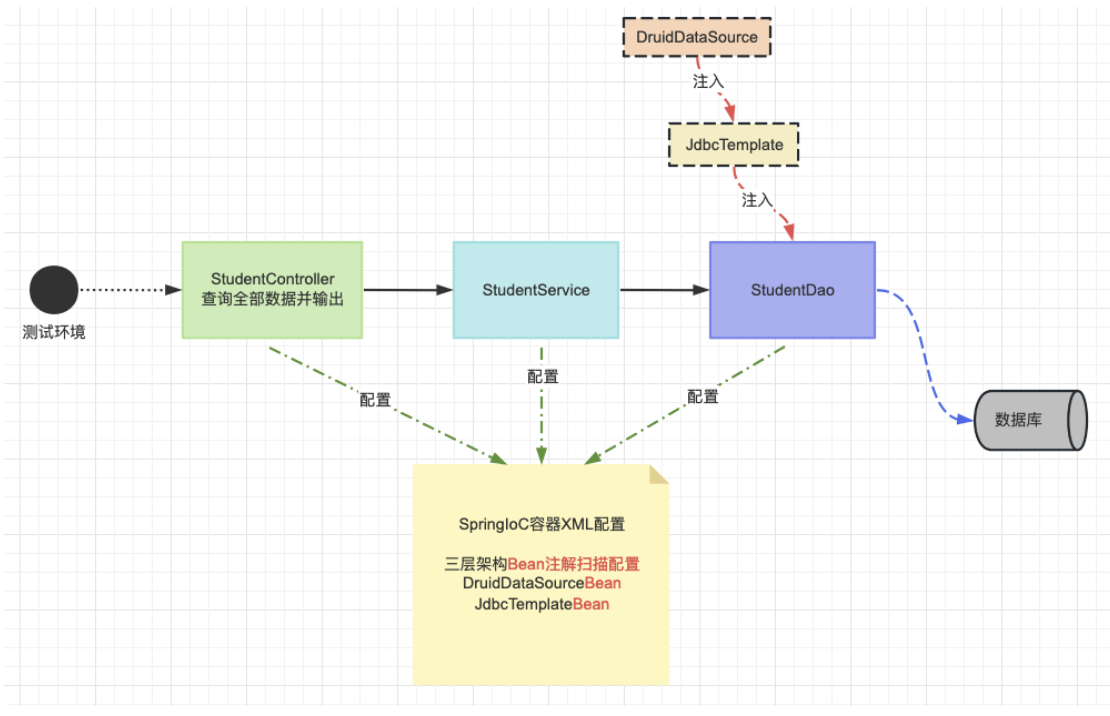 DruidDataSource
注入
JdbcTemplate
注入
StudentController
查询全部数据并输出
StudentService
StudentDao
测试环境
配置
配置
配置
数据库
SpringIoC容器XML配置
三层架构Bean注解扫描配置
DruidDataSourceBean
JdbcTemplateBean